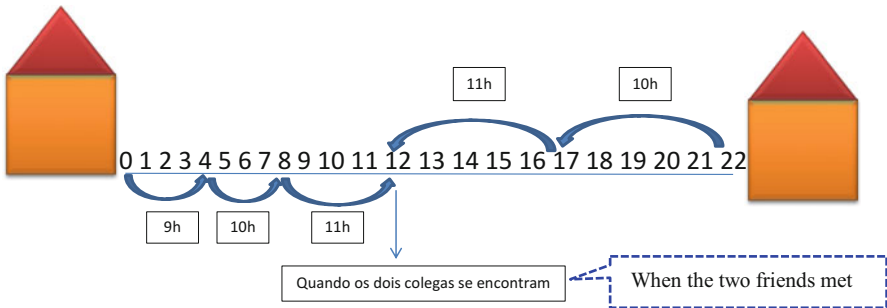 11h 10h
0 1 2 3 4 5 6 7 8 9 10 11 12 13 14 15 16 17 18 19 20 21 22
9h 10h 11h
Quando os dois colegas se encontram
When the two friends met